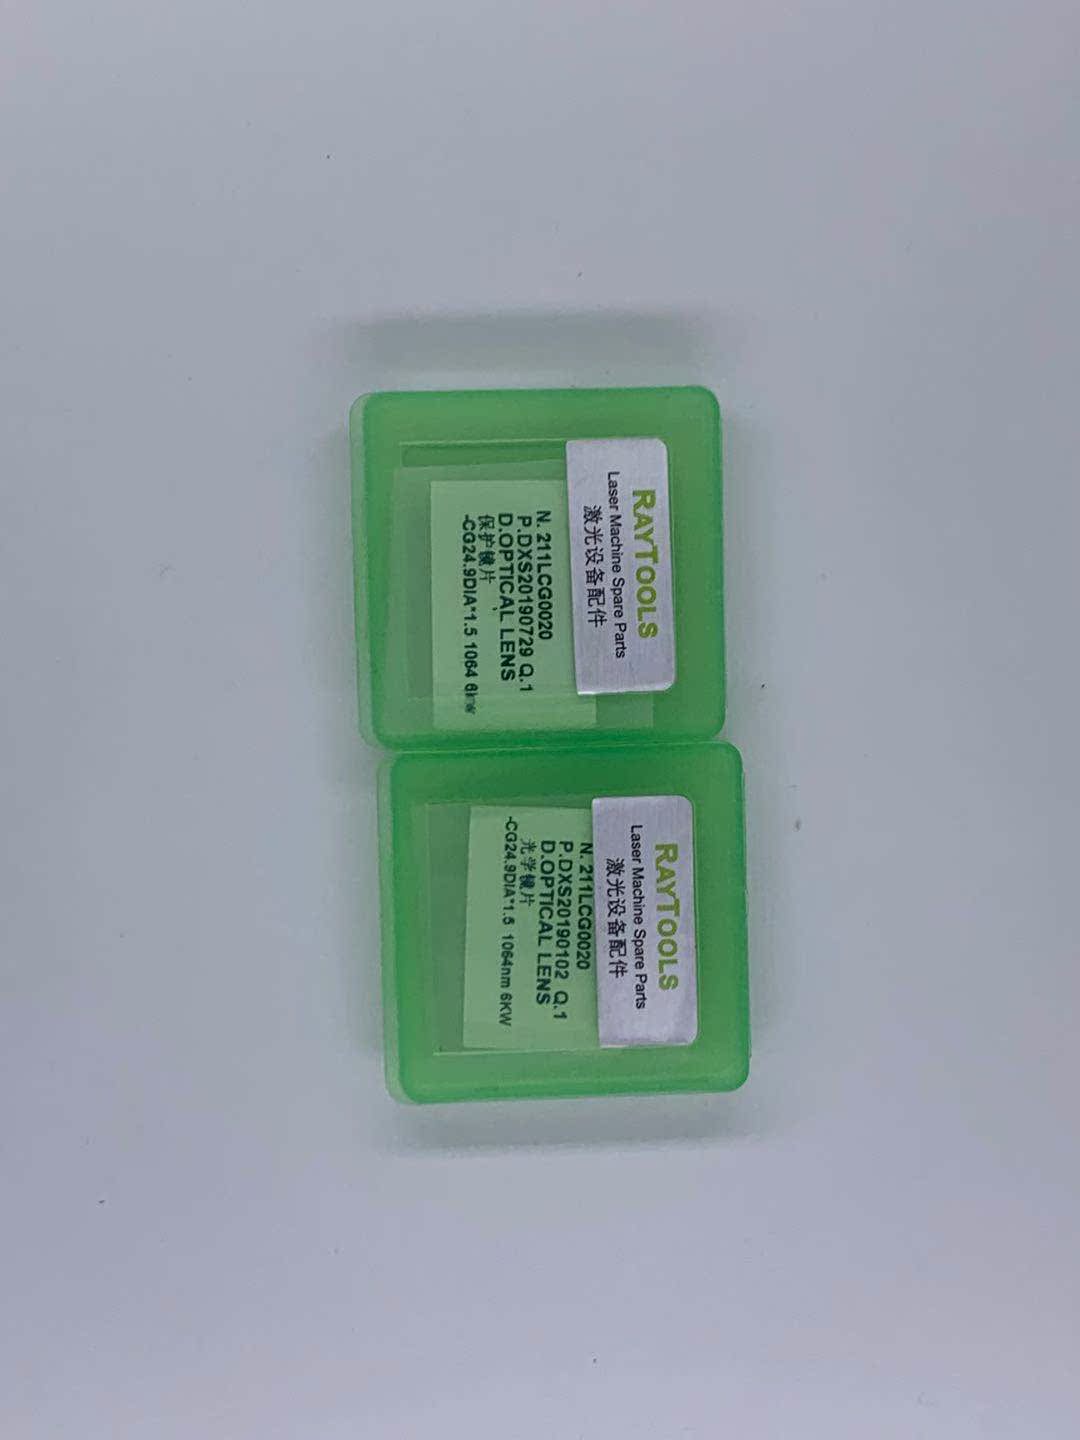 RAYTOOLS
Laser Machine Spare Parts
激光设备配件
N. 211LCG0020
P.DXS20190729 Q.1
D.OPTICAL LENS
保护镜片
-CG24.9DIA*1.5 1064 6kw
RAYTOOLS
Laser Machine Spare Parts
激光设备配件
N. 211LCG0020
P.DXS20190102 Q.1
D.OPTICAL LENS
光学镜片
-CG24.9DIA*1.5 1064nm 6KW